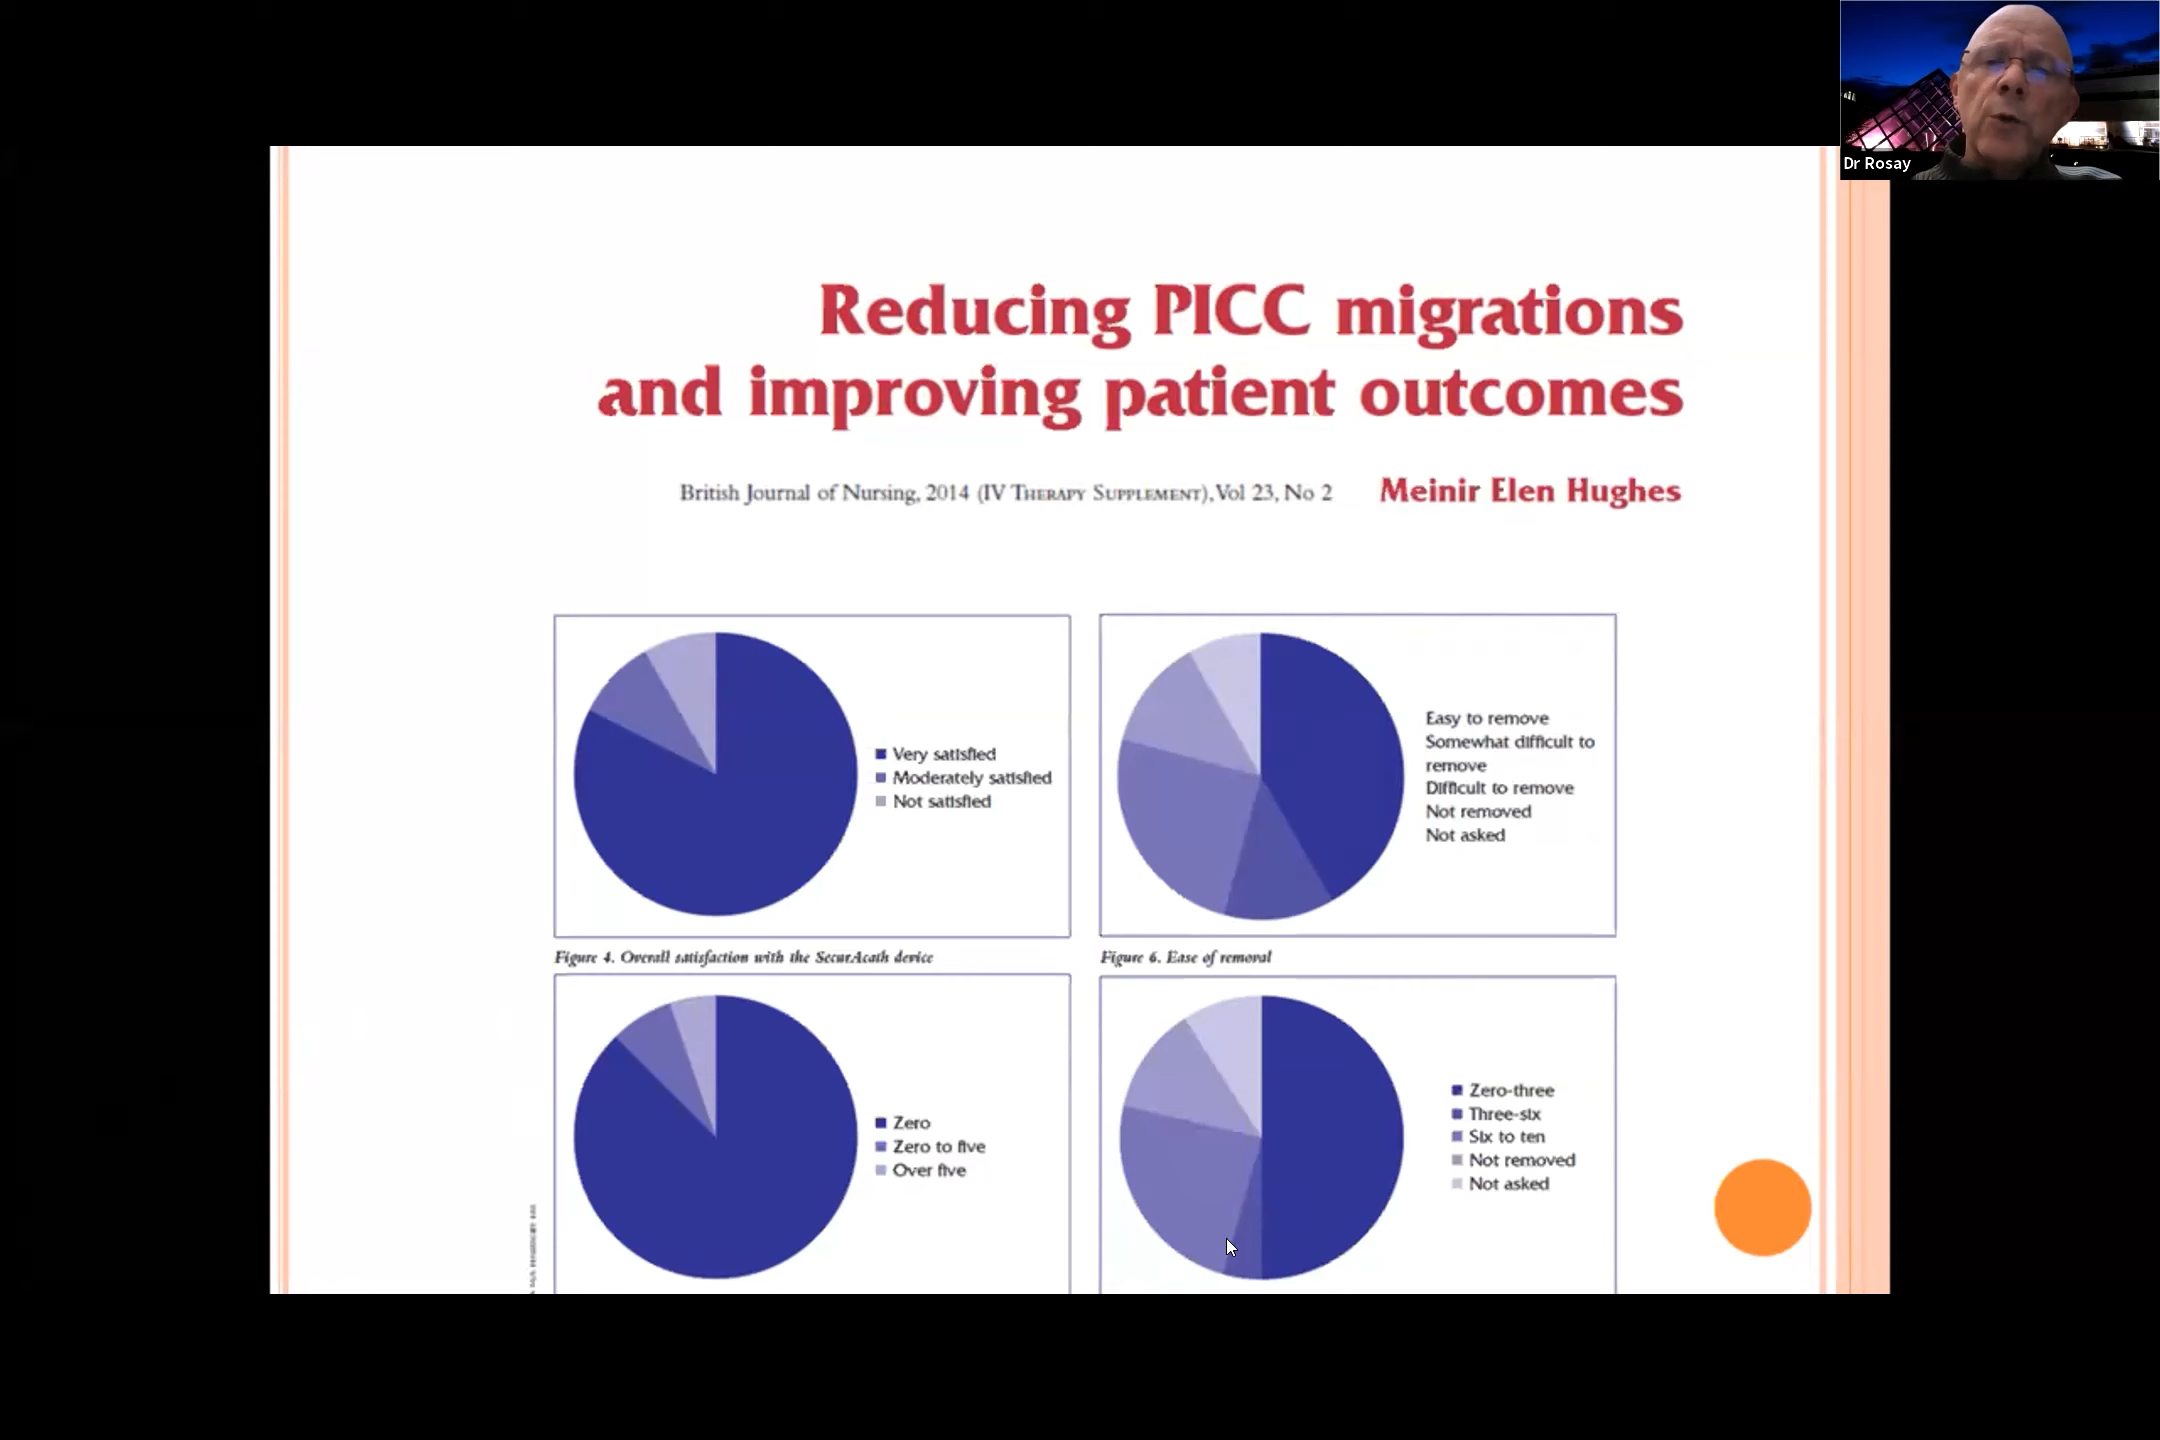 Dr Rosay
Reducing PICC migrations
and improving patient outcomes
British Journal of Nursing, 2014 (IV THERAPY SUPPLEMENT), Vol 23, No 2
Meinir Elen Hughes
Very satisfied
Moderately satisfied
Not satisfied
Figure 4. Overall satisfaction with the SecurAcath device
Easy to remove
Somewhat difficult to
remove
Difficult to remove
Not removed
Not asked
Figure 6. Ease of removal
Zero
Zero to five
Over five
Zero-three
Three-six
Six to ten
Not removed
Not asked